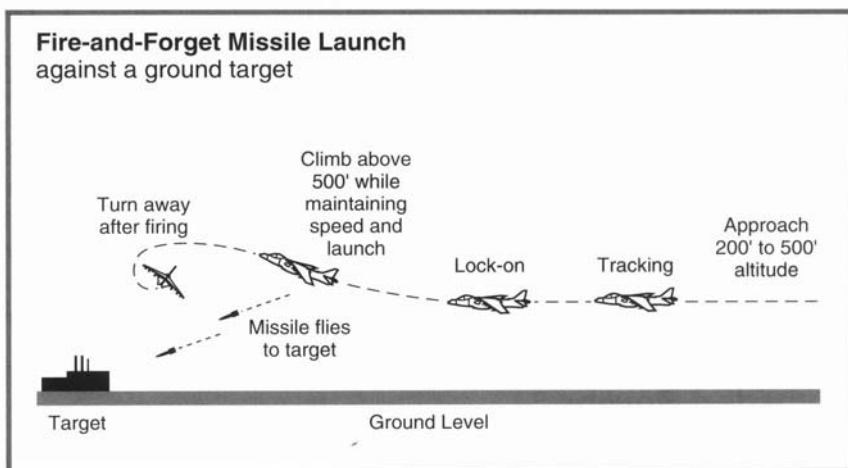 Fire-and-Forget Missile Launch
against a ground target
Climb above
500' while
maintaining
speed and
launch
Turn away
after firing
Approach
200' to 500'
altitude
Lock-on
Tracking
Missile flies
to target
Target
Ground Level